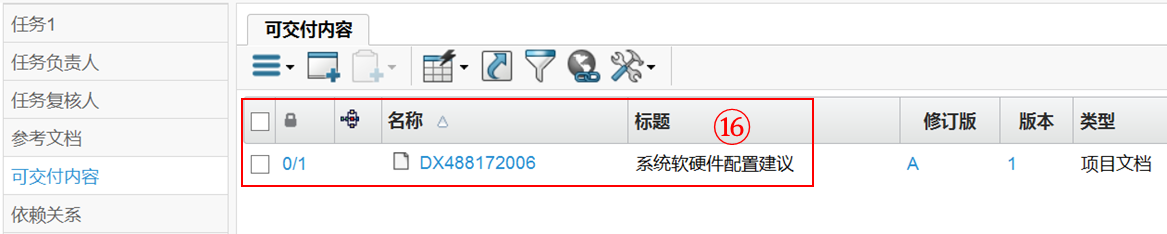 任务1
任务负责人
任务复核人
参考文档
可交付内容
依赖关系
可交付内容
名称 标题 ⑯ 修订版 版本 类型
0/1 DX488172006 系统软硬件配置建议 A 1 项目文档